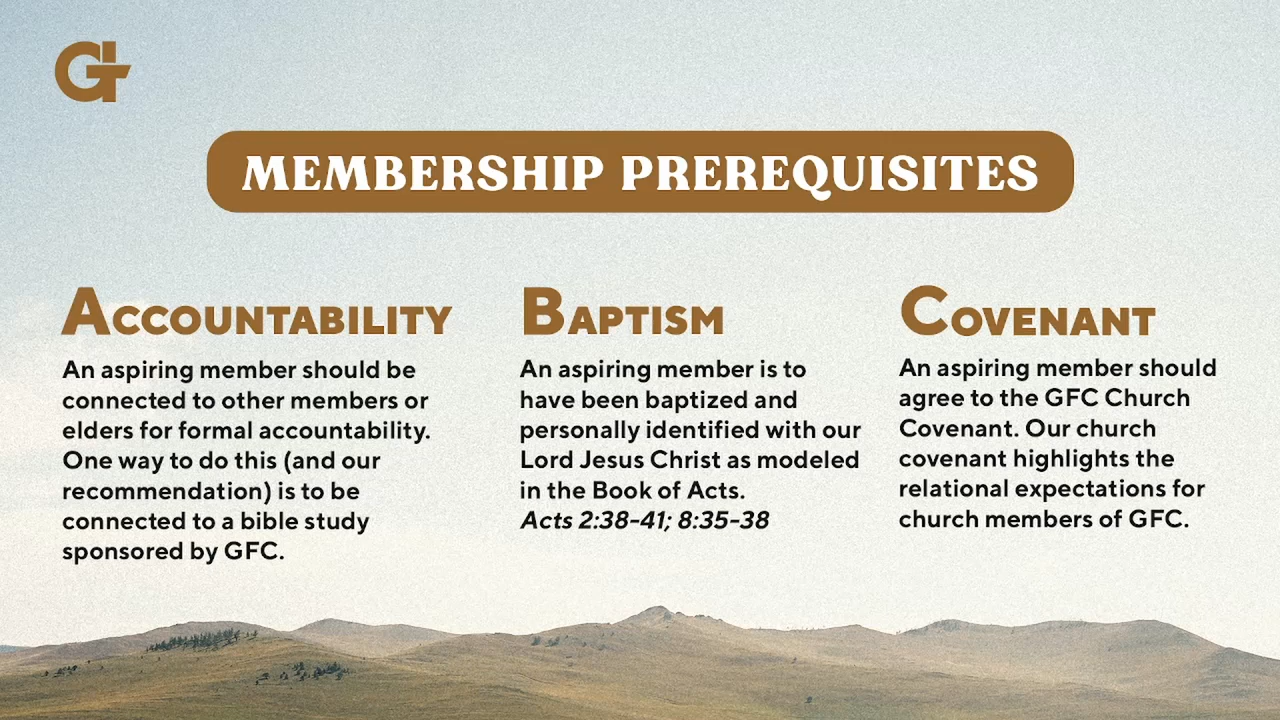 MEMBERSHIP PREREQUISITES
ACCOUNTABILITY
An aspiring member should be
connected to other members or
elders for formal accountability.
One way to do this (and our
recommendation) is to be
connected to a bible study
sponsored by GFC.
BAPTISM
An aspiring member is to
have been baptized and
personally identified with our
Lord Jesus Christ as modeled
in the Book of Acts.
Acts 2:38-41; 8:35-38
COVENANT
An aspiring member should
agree to the GFC Church
Covenant. Our church
covenant highlights the
relational expectations for
church members of GFC.